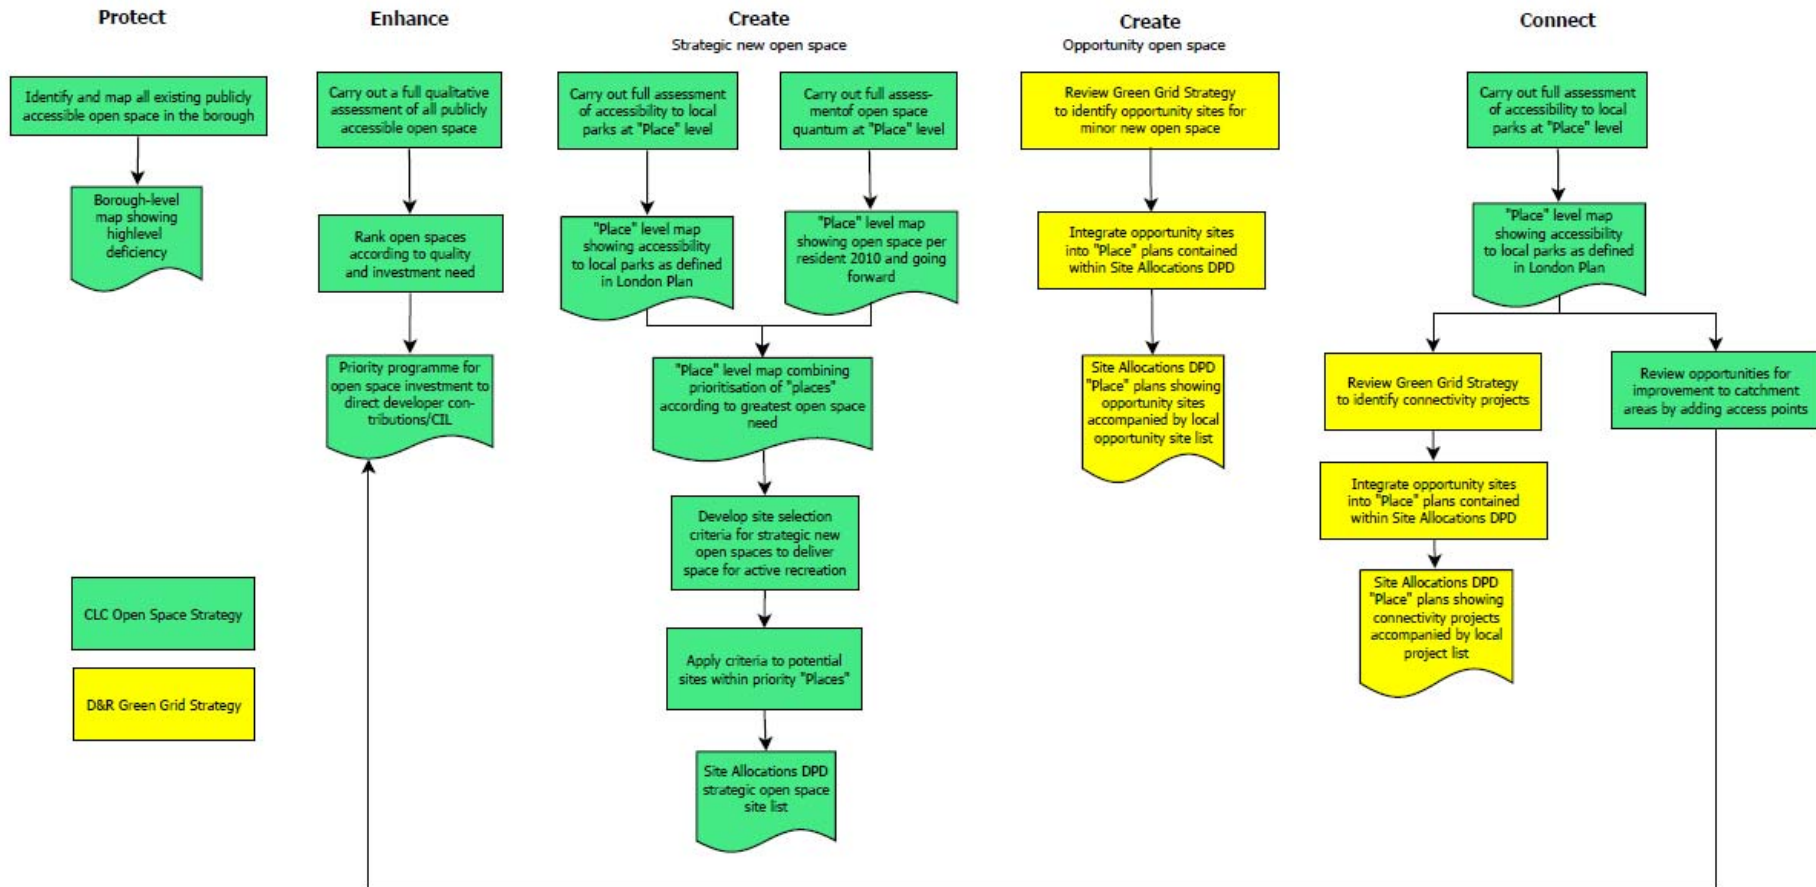 Protect
Identify and map all existing publicly
accessible open space in the borough
Borough-level
map showing
highlevel
deficiency
Enhance
Carry out a full qualitative
assessment of all publicly
accessible open space
Rank open spaces
according to quality
and investment need
Priority programme for
open space investment to
direct developer con-
tributions/CIL
Create
Strategic new open space
Carry out full assessment
of accessibility to local
parks at "Place" level
Carry out full assess-
mentof open space
quantum at "Place" level
"Place" level map
showing accessibility
to local parks as defined
in London Plan
"Place" level map
showing open space per
resident 2010 and going
forward
"Place" level map combining
prioritisation of "places"
according to greatest open space
need
Develop site selection
criteria for strategic new
open spaces to deliver
space for active recreation
Apply criteria to potential
sites within priority "Places"
Site Allocations DPD
strategic open space
site list
Create
Opportunity open space
Review Green Grid Strategy
to identify opportunity sites for
minor new open space
Integrate opportunity sites
into "Place" plans contained
within Site Allocations DPD
Site Allocations DPD
"Place" plans showing
opportunity sites
accompanied by local
opportunity site list
Connect
Carry out full assessment
of accessibility to local
parks at "Place" level
"Place" level map
showing accessibility
to local parks as defined
in London Plan
Review Green Grid Strategy
to identify connectivity projects
Integrate opportunity sites
into "Place" plans contained
within Site Allocations DPD
Site Allocations DPD
"Place" plans showing
connectivity projects
accompanied by local
project list
Review opportunities for
improvement to catchment
areas by adding access points
CLC Open Space Strategy
D&R Green Grid Strategy